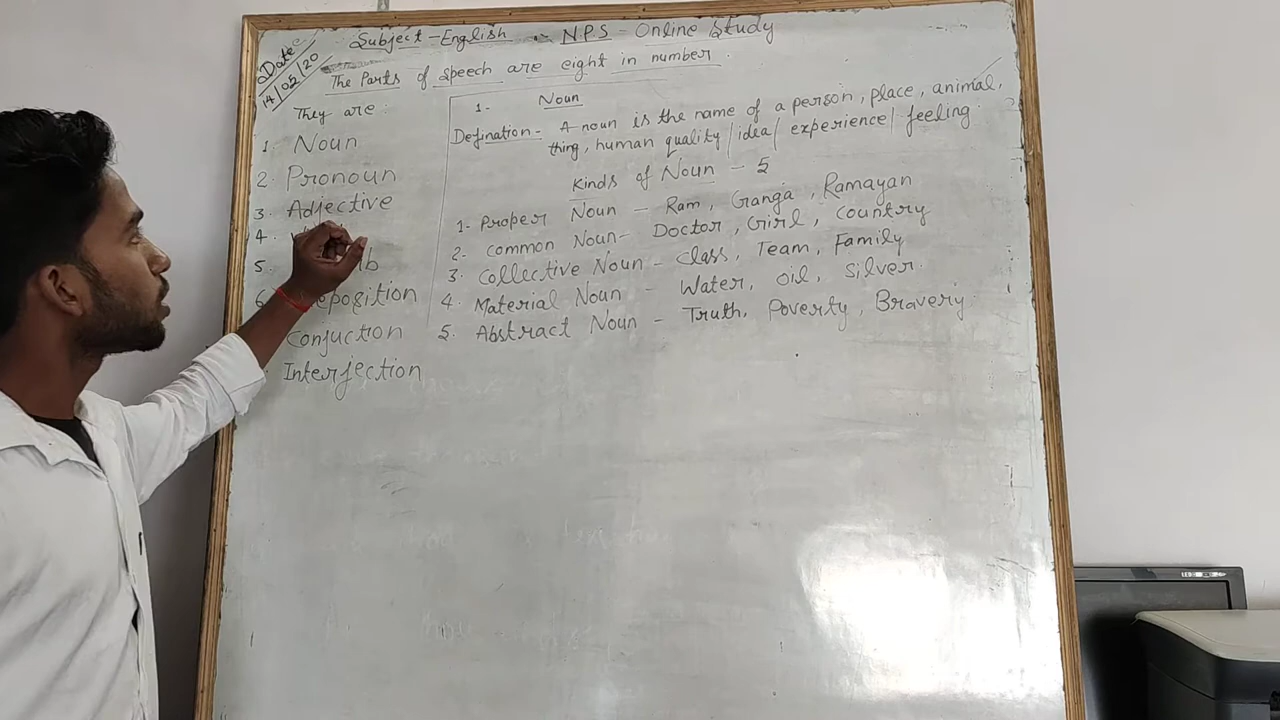 Date
14/05/20
Subject - English :- NPS - Online Study
The Parts of speech are eight in number.
They are:
1. Noun
2. Pronoun
3. Adjective
4.
5.
6. eposition
Conjuction
Interjection
1- Noun
Defination - A noun is the name of a person, place, animal,
thing, human quality/idea/experience/feeling
Kinds of Noun - 5
1- Proper Noun - Ram, Ganga, Ramayan
2- Common Noun - Doctor, Girl, Country
3. Collective Noun - Class, Team, Family
4. Material Noun - Water, Oil, Silver.
5. Abstract Noun - Truth, Poverty, Bravery.